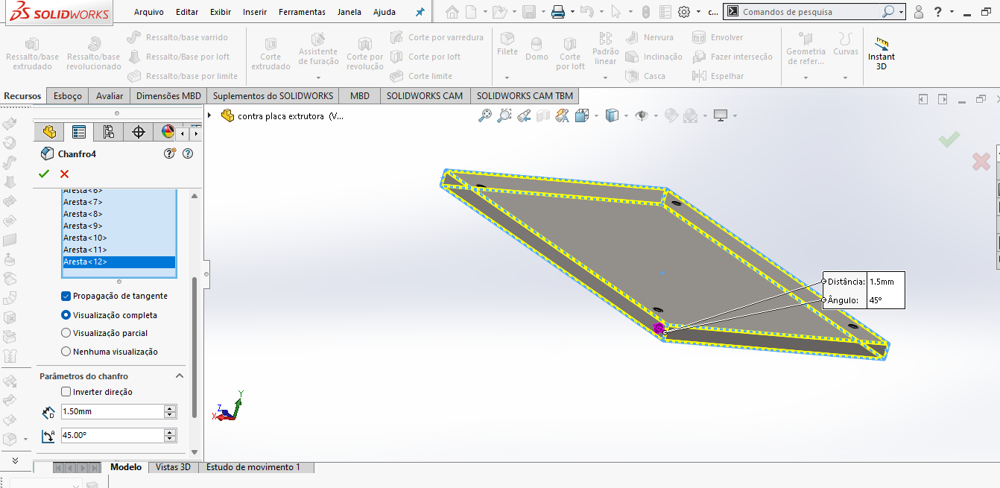 SOLIDWORKS
Arquivo Editar Exibir Inserir Ferramentas Janela Ajuda
c...
Comandos de pesquisa
Ressalto/base extrudado
Ressalto/base revolucionado
Ressalto/base varrido
Ressalto/Base por loft
Ressalto/base por limite
Corte extrudado
Assistente de furação
Corte por revolução
Corte por varredura
Corte por loft
Corte limite
Filete
Domo
Corte por loft
Padrão linear
Nervura
Inclinação
Casca
Envolver
Fazer interseção
Espelhar
Geometria de refer...
Curvas
Instant 3D
Recursos Esboço Avaliar Dimensões MBD Suplementos do SOLIDWORKS MBD SOLIDWORKS CAM SOLIDWORKS CAM TBM
contra placa extrutora (V...
Chanfro4
Aresta<6>
Aresta<7>
Aresta<8>
Aresta<9>
Aresta<10>
Aresta<11>
Aresta<12>
Propagação de tangente
Visualização completa
Visualização parcial
Nenhuma visualização
Parâmetros do chanfro
Inverter direção
1.50mm
45.00º
Distância: 1.5mm
Ângulo: 45º
Y
Z
X
Modelo Vistas 3D Estudo de movimento 1